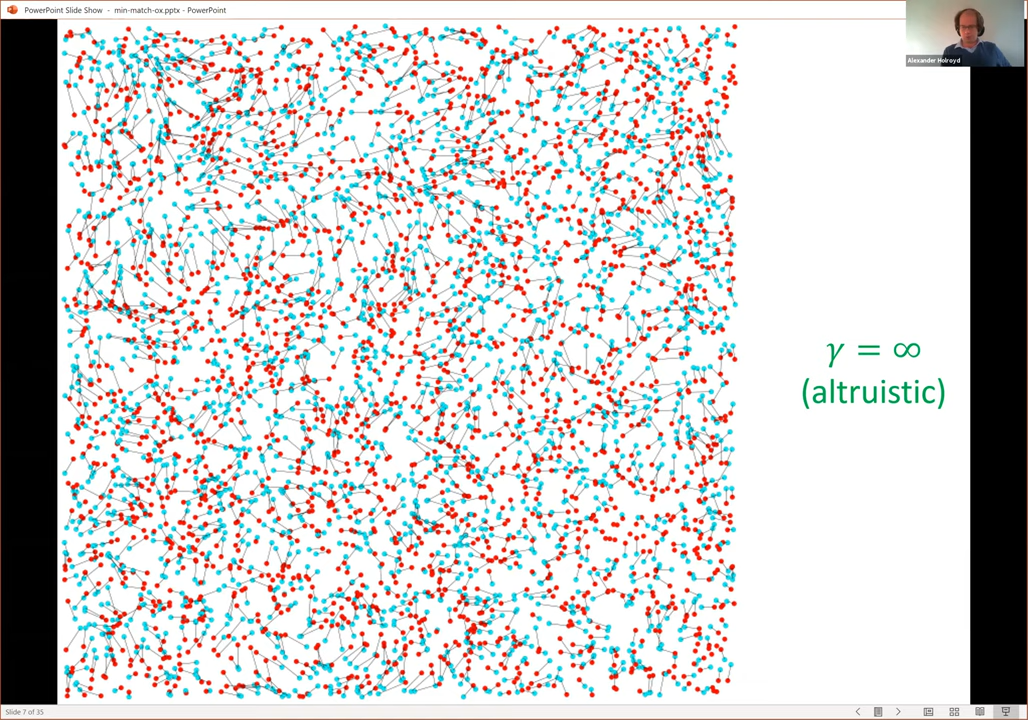 PowerPoint Slide Show - min-match-ox.pptx - PowerPoint
Alexander Holroyd
γ = ∞
(altruistic)
Slide 7 of 35